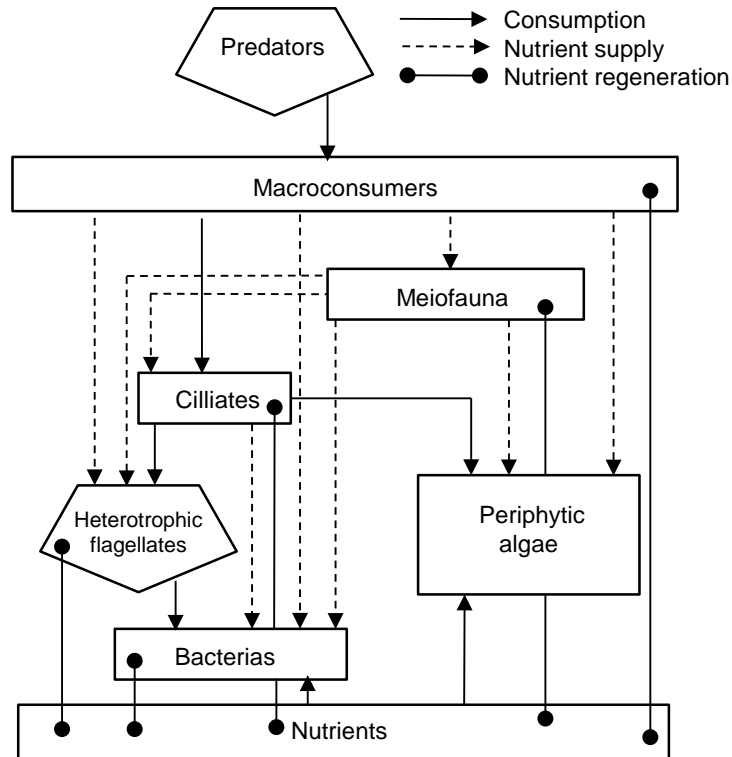 Predators
Consumption
Nutrient supply
Nutrient regeneration
Macroconsumers
Meiofauna
Cilliates
Heterotrophic
flagellates
Periphytic
algae
Bacterias
Nutrients